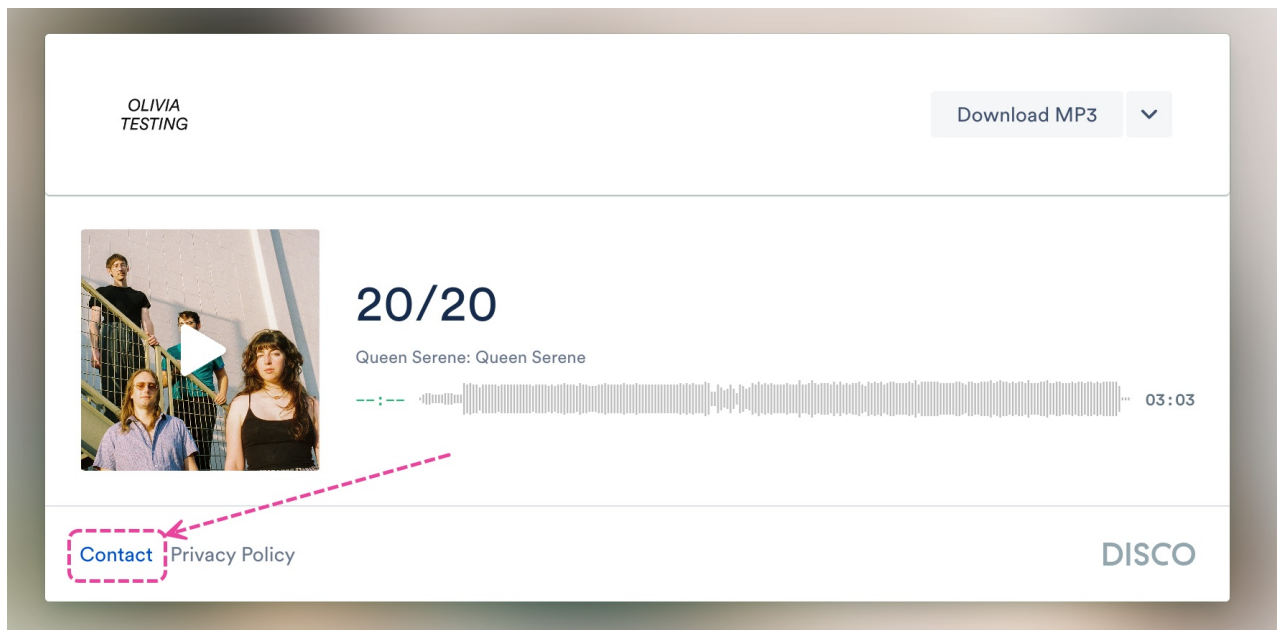 OLIVIA
TESTING
Download MP3
20/20
Queen Serene: Queen Serene
--:--
03:03
Contact
Privacy Policy
DISCO